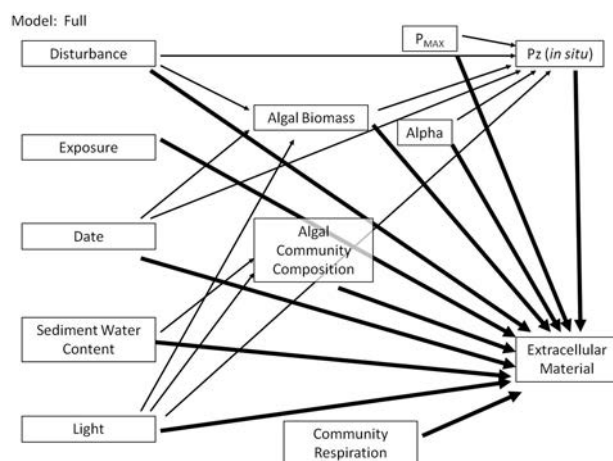 Model: Full
Disturbance
P_MAX
Pz (in situ)
Algal Biomass
Alpha
Exposure
Date
Algal
Community
Composition
Sediment Water
Content
Extracellular
Material
Light
Community
Respiration